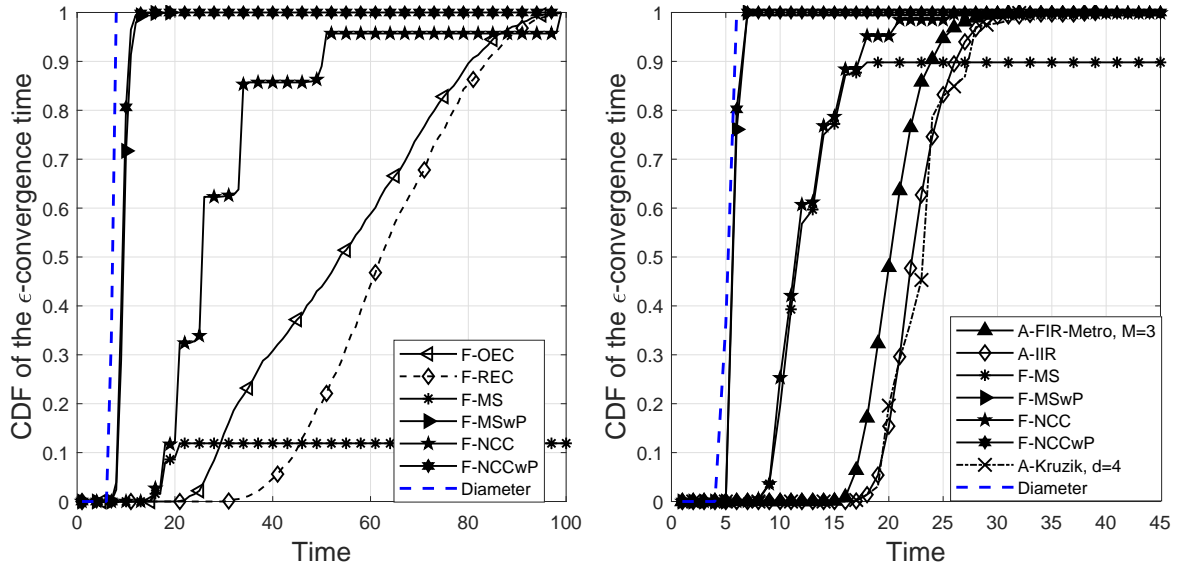 CDF of the ϵ-convergence time
1
0.9
0.8
0.7
0.6
0.5
0.4
0.3
0.2
0.1
0
F-OEC
F-REC
F-MS
F-MSwP
F-NCC
F-NCCwP
Diameter
0 20 40 60 80 100
Time
CDF of the ϵ-convergence time
1
0.9
0.8
0.7
0.6
0.5
0.4
0.3
0.2
0.1
0
A-FIR-Metro, M=3
A-IIR
F-MS
F-MSwP
F-NCC
F-NCCwP
A-Kruzik, d=4
Diameter
0 5 10 15 20 25 30 35 40 45
Time